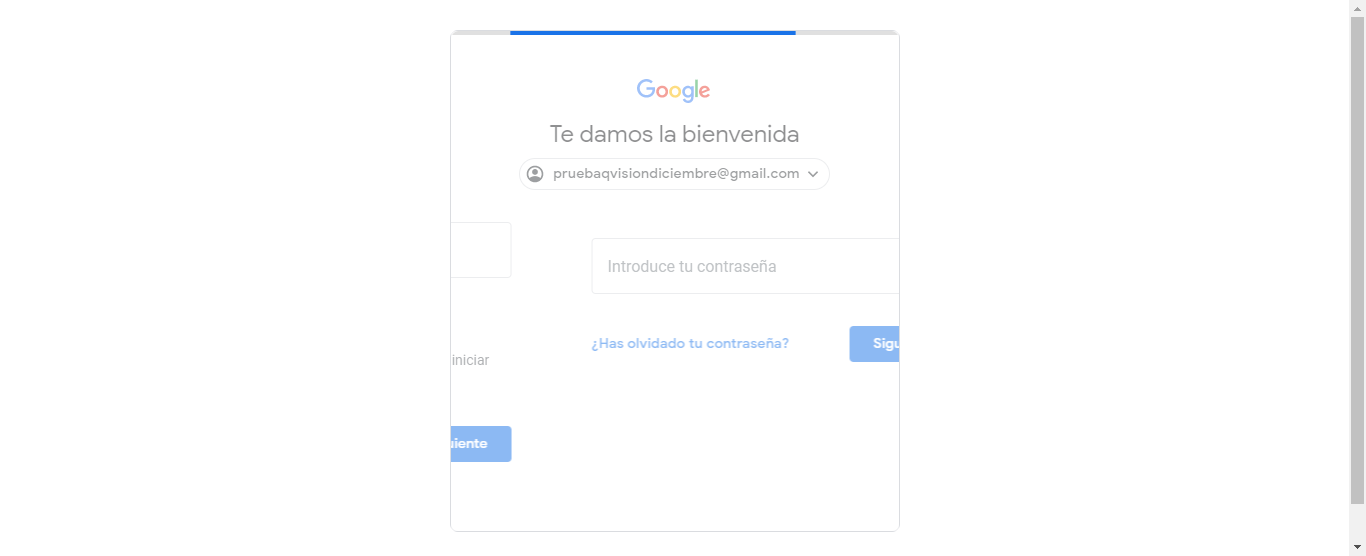 Google
Te damos la bienvenida
pruebaqvisiondiciembre@gmail.com
Introduce tu contraseña
¿Has olvidado tu contraseña?
Sigu
iniciar
uiente